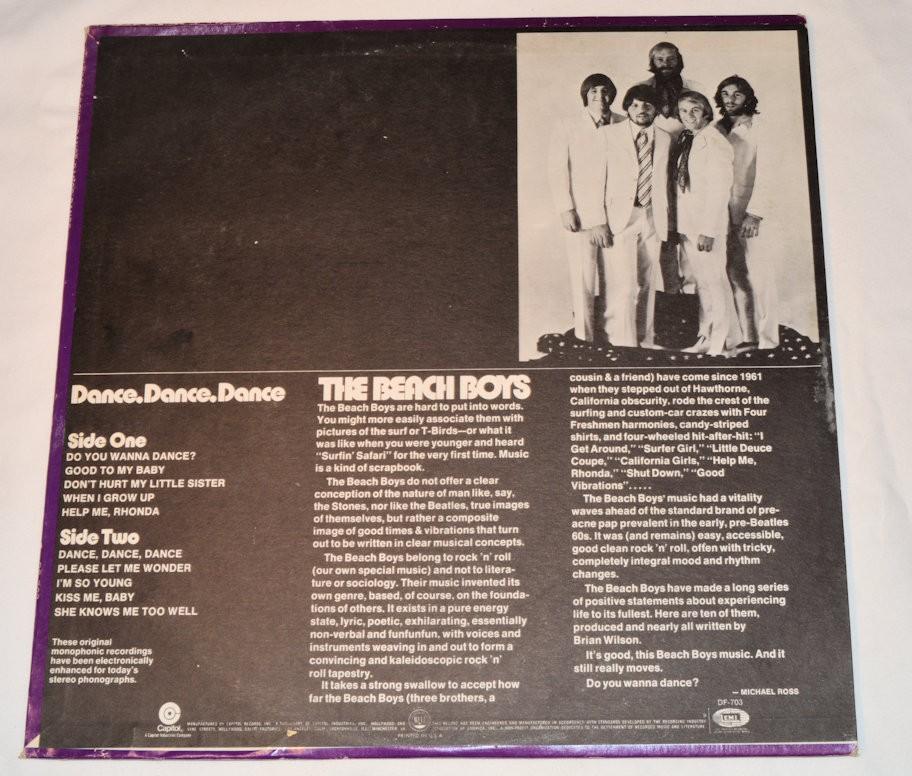 Dance, Dance, Dance
Side One
DO YOU WANNA DANCE?
GOOD TO MY BABY
DON'T HURT MY LITTLE SISTER
WHEN I GROW UP
HELP ME, RHONDA
Side Two
DANCE, DANCE, DANCE
PLEASE LET ME WONDER
I'M SO YOUNG
KISS ME, BABY
SHE KNOWS ME TOO WELL
These original
monophonic recordings
have been electronically
enhanced for today's
stereo phonographs.
THE BEACH BOYS
The Beach Boys are hard to put into words.
You might more easily associate them with
pictures of the surf or T-Birds—or what it
was like when you were younger and heard
"Surfin' Safari" for the very first time. Music
is a kind of scrapbook.
The Beach Boys do not offer a clear
conception of the nature of man like, say,
the Stones, nor like the Beatles, true images
of themselves, but rather a composite
image of good times & vibrations that turn
out to be written in clear musical concepts.
The Beach Boys belong to rock 'n' roll
(our own special music) and not to litera-
ture or sociology. Their music invented its
own genre, based, of course, on the founda-
tions of others. It exists in a pure energy
state, lyric, poetic, exhilarating, essentially
non-verbal and funfunfun, with voices and
instruments weaving in and out to form a
convincing and kaleidoscopic rock 'n'
roll tapestry.
It takes a strong swallow to accept how
far the Beach Boys (three brothers, a
cousin & a friend) have come since 1961
when they stepped out of Hawthorne,
California obscurity, rode the crest of the
surfing and custom-car crazes with Four
Freshmen harmonies, candy-striped
shirts, and four-wheeled hit-after-hit: "I
Get Around," "Surfer Girl," "Little Deuce
Coupe," "California Girls," "Help Me,
Rhonda," "Shut Down," "Good
Vibrations".....
The Beach Boys' music had a vitality
waves ahead of the standard brand of pre-
acne pap prevalent in the early, pre-Beatles
60s. It was (and remains) easy, accessible,
good clean rock 'n' roll, offen with tricky,
completely integral mood and rhythm
changes.
The Beach Boys have made a long series
of positive statements about experiencing
life to its fullest. Here are ten of them,
produced and nearly all written by
Brian Wilson.
It's good, this Beach Boys music. And it
still really moves.
Do you wanna dance?
— MICHAEL ROSS
DF-703
Capitol
A Capitol Industries Company
MANUFACTURED BY CAPITOL RECORDS, INC.
PRINTED IN U.S.A.
EMI